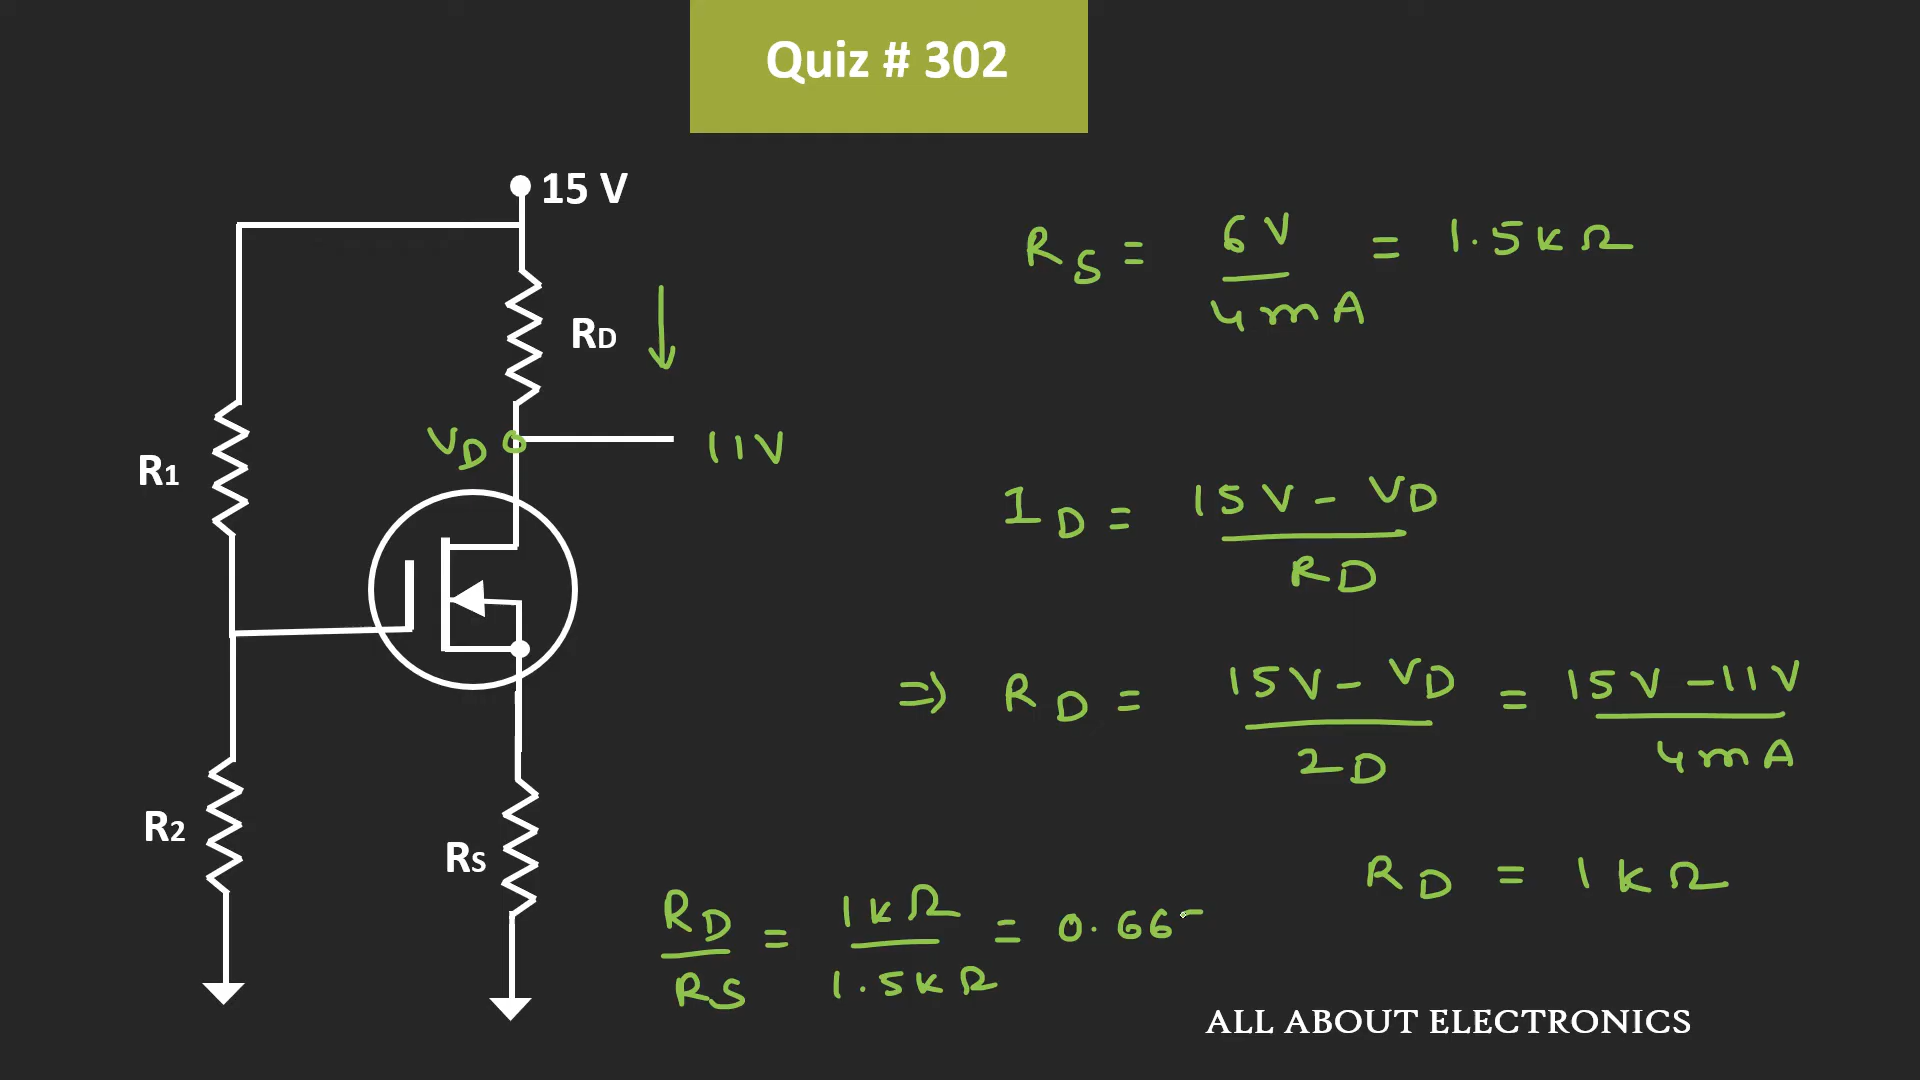 Quiz # 302
15 V
RD
VD
11V
R1
R2
RS
RS = 6V / 4mA = 1.5kΩ
ID = 15V - VD / RD
⇒ RD = 15V - VD / 2D = 15V - 11V / 4mA
RD = 1kΩ
RD / RS = 1kΩ / 1.5kΩ = 0.66
ALL ABOUT ELECTRONICS